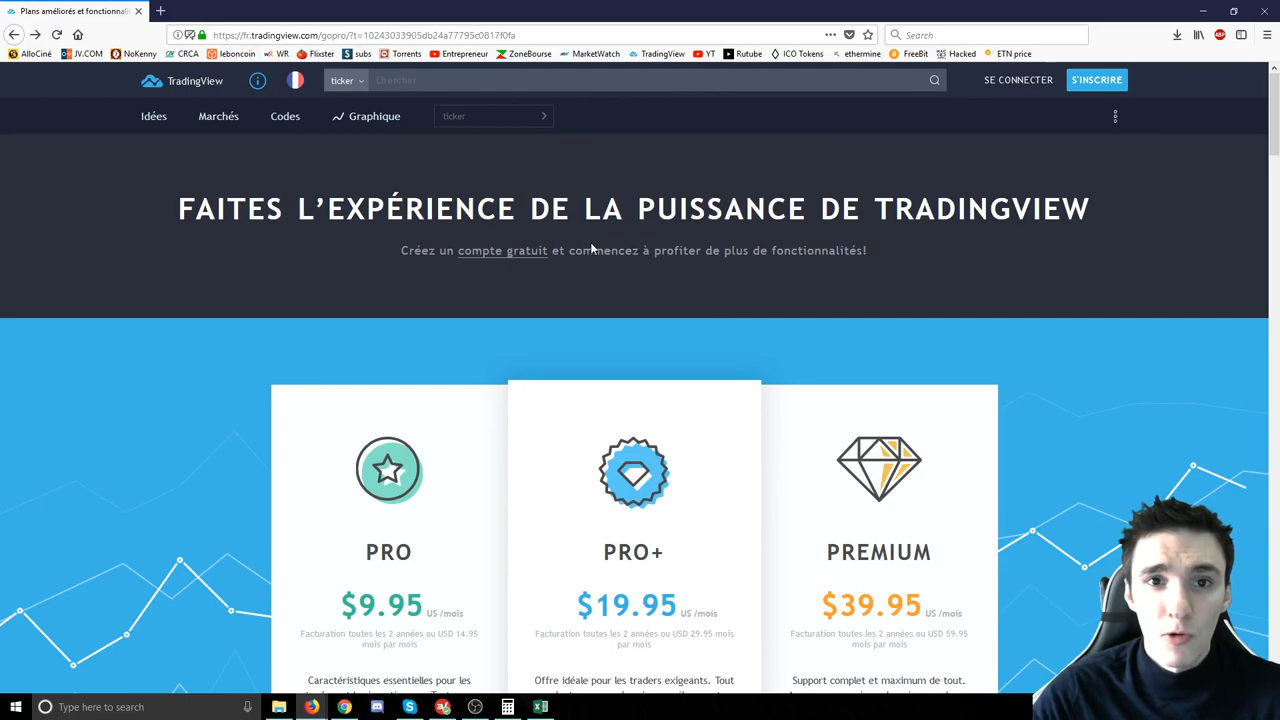 Plans améliorés et fonctionnali
https://fr.tradingview.com/gopro/?t=10243033905db24a77795c0817f0fa
Search
AlloCiné JV.COM NoKenny CRCA leboncoin WR Flixster subs Torrents Entrepreneur ZoneBourse MarketWatch TradingView YT Rutube ICO Tokens ethermine FreeBit Hacked ETN price
TradingView
ticker
Chercher
SE CONNECTER
S'INSCRIRE
Idées Marchés Codes Graphique
ticker
FAITES L'EXPÉRIENCE DE LA PUISSANCE DE TRADINGVIEW
Créez un compte gratuit et commencez à profiter de plus de fonctionnalités!
PRO
$9.95 US /mois
Facturation toutes les 2 années ou USD 14.95
mois par mois
Caractéristiques essentielles pour les
PRO+
$19.95 US /mois
Facturation toutes les 2 années ou USD 29.95 mois
par mois
Offre idéale pour les traders exigeants. Tout
PREMIUM
$39.95 US /mois
Facturation toutes les 2 années ou USD 59.95
mois par mois
Support complet et maximum de tout.
Type here to search